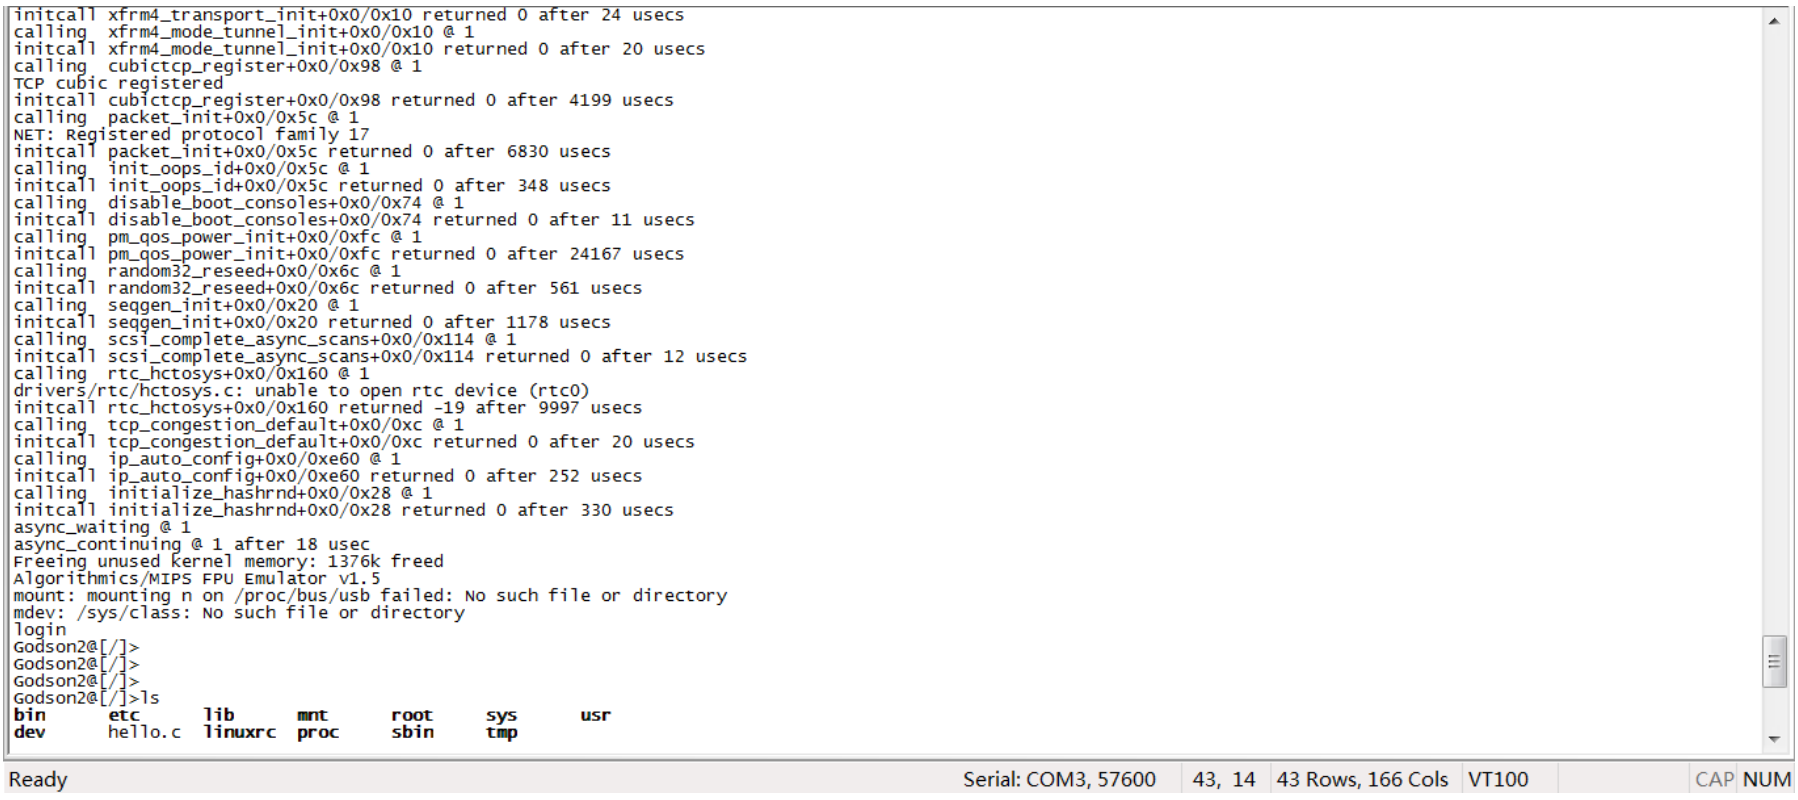 initcall xfrm4_transport_init+0x0/0x10 returned 0 after 24 usecs
calling  xfrm4_mode_tunnel_init+0x0/0x10 @ 1
initcall xfrm4_mode_tunnel_init+0x0/0x10 returned 0 after 20 usecs
calling  cubictcp_register+0x0/0x98 @ 1
TCP cubic registered
initcall cubictcp_register+0x0/0x98 returned 0 after 4199 usecs
calling  packet_init+0x0/0x5c @ 1
NET: Registered protocol family 17
initcall packet_init+0x0/0x5c returned 0 after 6830 usecs
calling  init_oops_id+0x0/0x5c @ 1
initcall init_oops_id+0x0/0x5c returned 0 after 348 usecs
calling  disable_boot_consoles+0x0/0x74 @ 1
initcall disable_boot_consoles+0x0/0x74 returned 0 after 11 usecs
calling  pm_qos_power_init+0x0/0xfc @ 1
initcall pm_qos_power_init+0x0/0xfc returned 0 after 24167 usecs
calling  random32_reseed+0x0/0x6c @ 1
initcall random32_reseed+0x0/0x6c returned 0 after 561 usecs
calling  seqgen_init+0x0/0x20 @ 1
initcall seqgen_init+0x0/0x20 returned 0 after 1178 usecs
calling  scsi_complete_async_scans+0x0/0x114 @ 1
initcall scsi_complete_async_scans+0x0/0x114 returned 0 after 12 usecs
calling  rtc_hctosys+0x0/0x160 @ 1
drivers/rtc/hctosys.c: unable to open rtc device (rtc0)
initcall rtc_hctosys+0x0/0x160 returned -19 after 9997 usecs
calling  tcp_congestion_default+0x0/0xc @ 1
initcall tcp_congestion_default+0x0/0xc returned 0 after 20 usecs
calling  ip_auto_config+0x0/0xe60 @ 1
initcall ip_auto_config+0x0/0xe60 returned 0 after 252 usecs
calling  initialize_hashrnd+0x0/0x28 @ 1
initcall initialize_hashrnd+0x0/0x28 returned 0 after 330 usecs
async_waiting @ 1
async_continuing @ 1 after 18 usec
Freeing unused kernel memory: 1376k freed
Algorithmics/MIPS FPU Emulator v1.5
mount: mounting n on /proc/bus/usb failed: No such file or directory
mdev: /sys/class: No such file or directory
login
Godson2@[/]>
Godson2@[/]>
Godson2@[/]>
Godson2@[/]>ls
bin      etc      lib      mnt      root     sys      usr
dev      hello.c  linuxrc  proc     sbin     tmp
Ready Serial: COM3, 57600 43, 14 43 Rows, 166 Cols VT100 CAP NUM